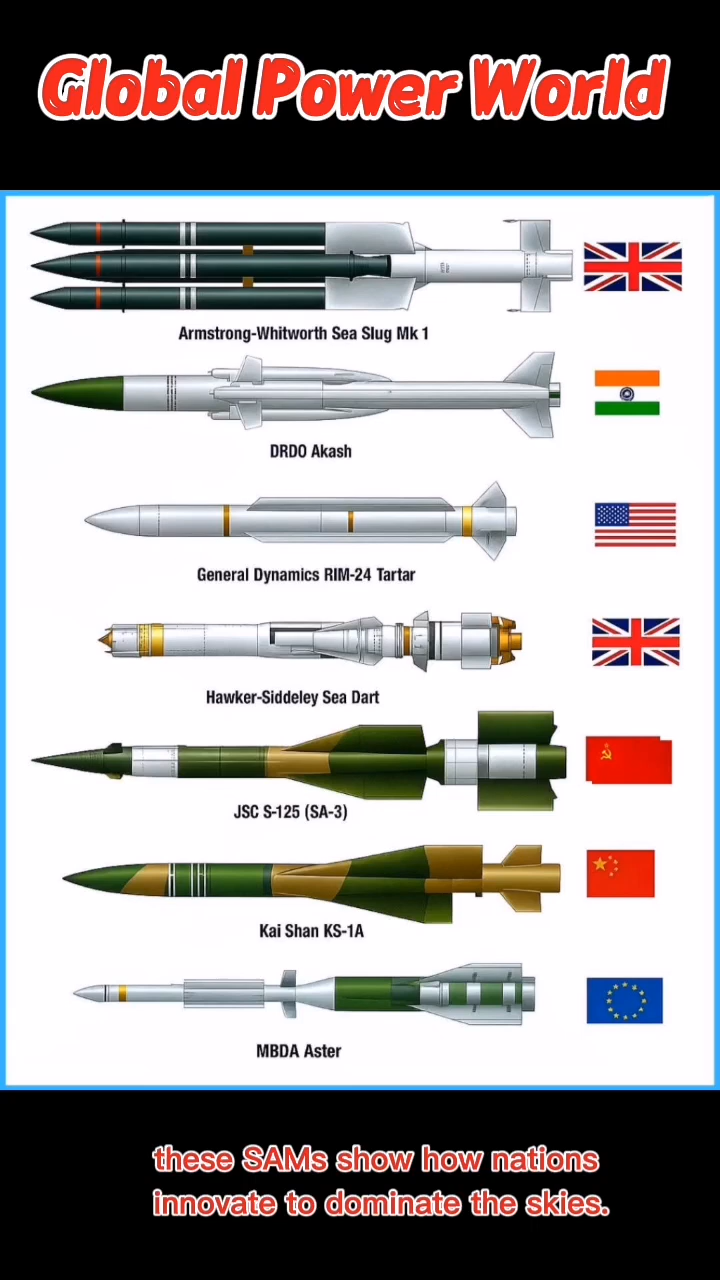 Global Power World
Armstrong-Whitworth Sea Slug Mk 1
DRDO Akash
General Dynamics RIM-24 Tartar
Hawker-Siddeley Sea Dart
JSC S-125 (SA-3)
Kai Shan KS-1A
MBDA Aster
these SAMs show how nations
innovate to dominate the skies.